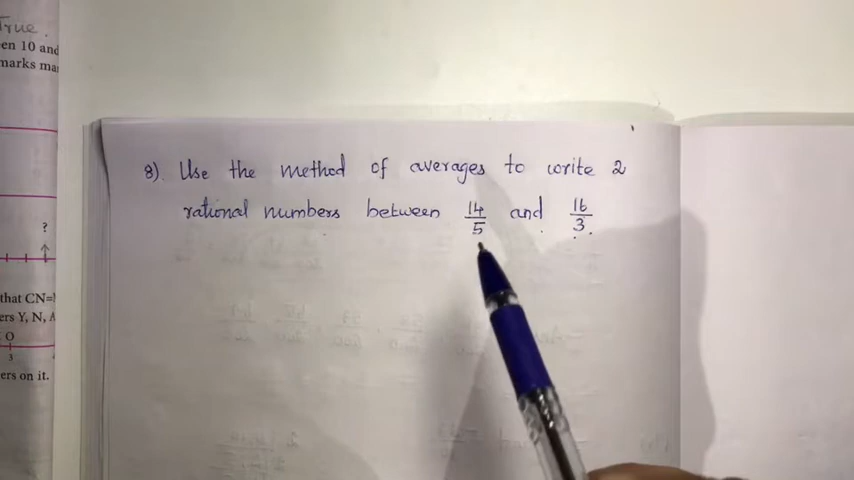 True.
en 10 and
marks ma
?
that CN=
ers Y, N, A
O
3
ers on it.
8). Use the method of averages to write 2
rational numbers between 14/5 and 16/3.